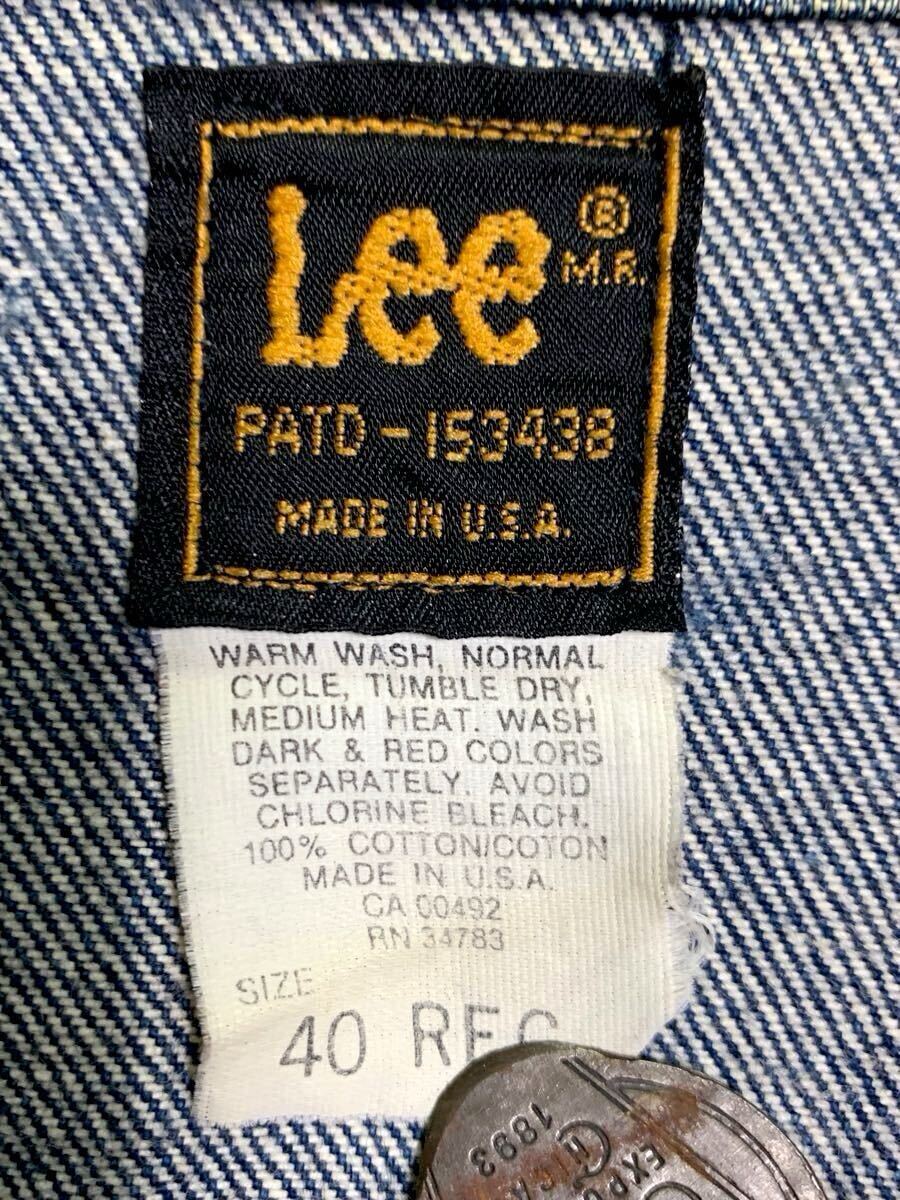 Lee ®
M.R.
PATD-153438
MADE IN U.S.A.
WARM WASH, NORMAL
CYCLE, TUMBLE DRY,
MEDIUM HEAT. WASH
DARK & RED COLORS
SEPARATELY. AVOID
CHLORINE BLEACH.
100% COTTON/COTON
MADE IN U.S.A.
CA 00492
RN 34783
SIZE
40 REG
1893